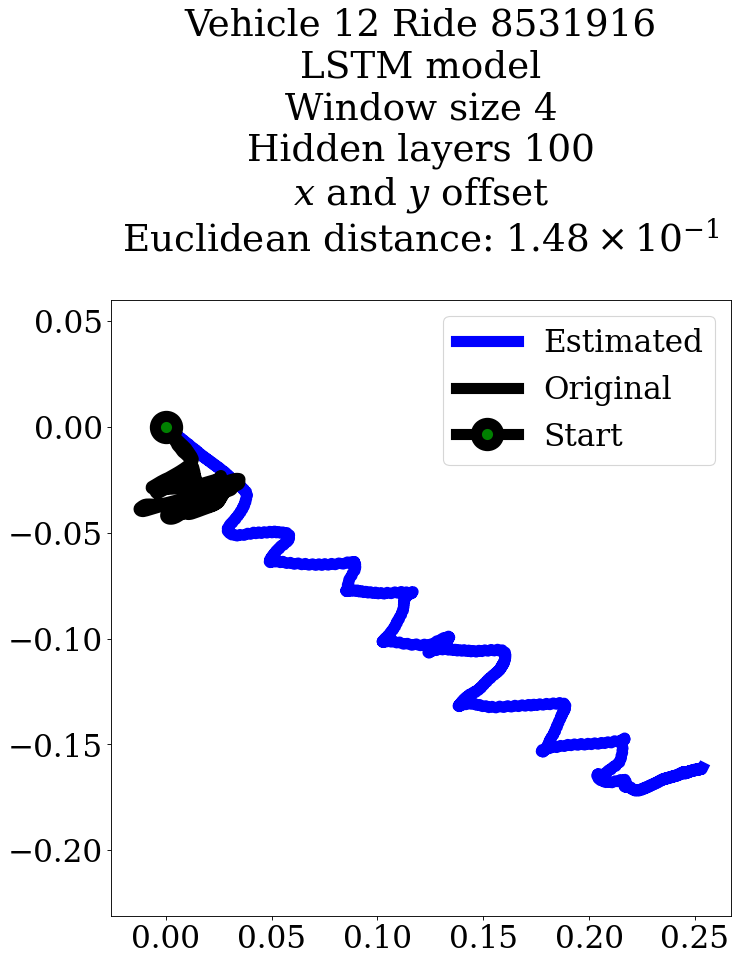 Vehicle 12 Ride 8531916
LSTM model
Window size 4
Hidden layers 100
x and y offset
Euclidean distance: 1.48 × 10⁻¹
Estimated
Original
Start
0.05
0.00
−0.05
−0.10
−0.15
−0.20
0.00 0.05 0.10 0.15 0.20 0.25